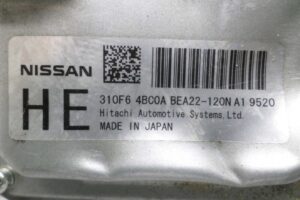 NISSAN
HE
310F6 4BC0A BEA22-120N A1 9520
Hitachi Automotive Systems, Ltd.
MADE IN JAPAN